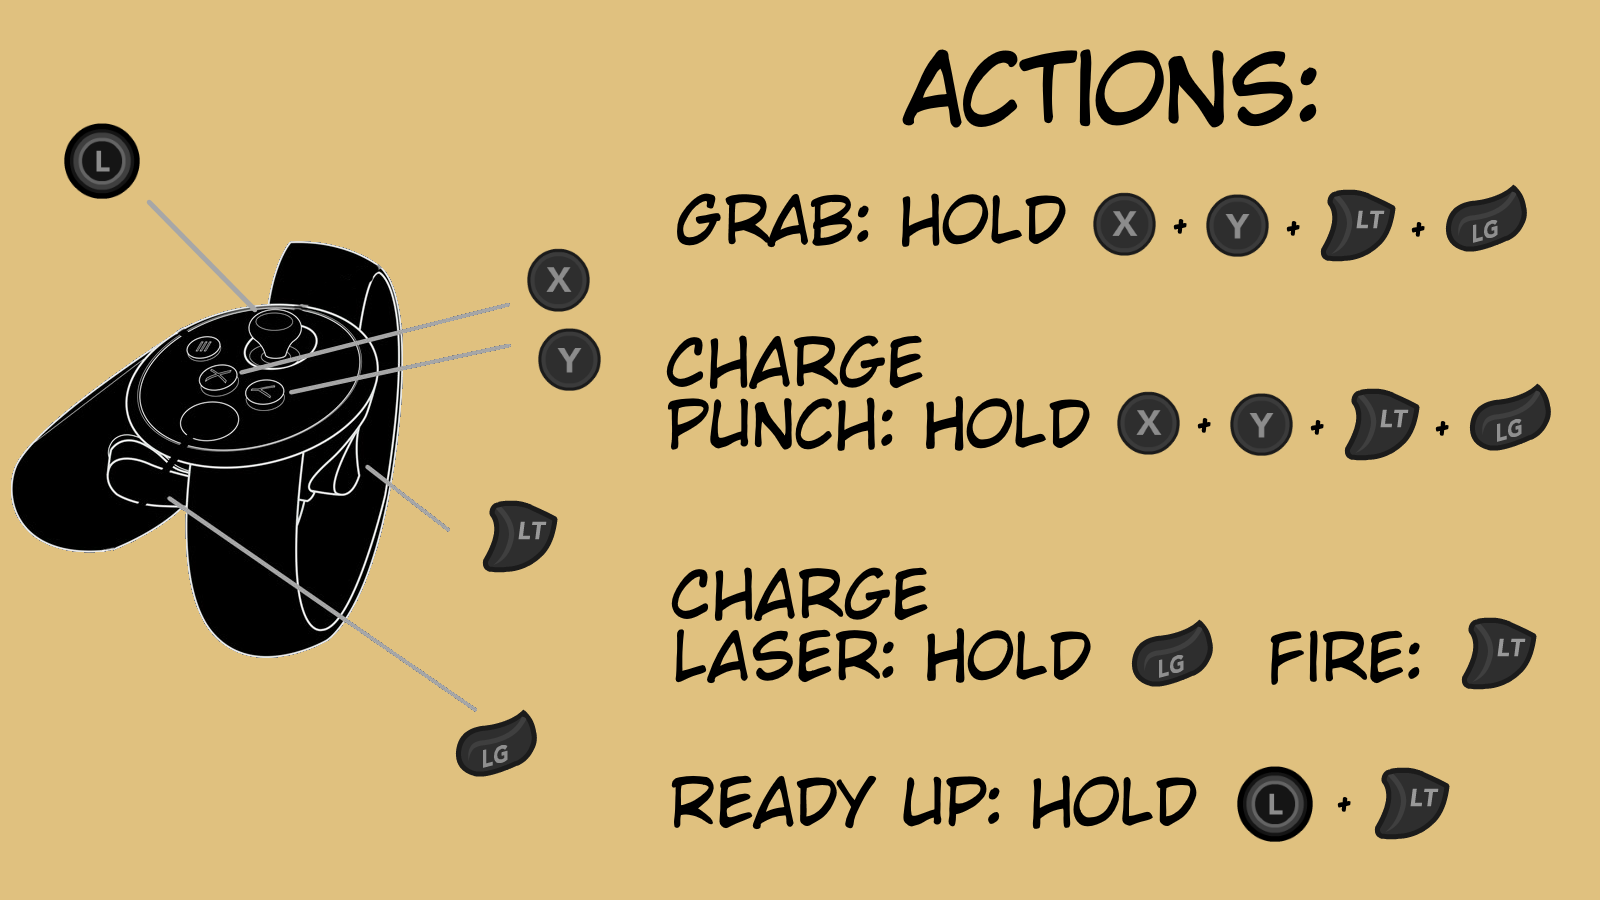 ACTIONS:
L
X
Y
LT
LG
GRAB: HOLD X + Y + LT + LG
CHARGE
PUNCH: HOLD X + Y + LT + LG
CHARGE
LASER: HOLD LG FIRE: LT
READY UP: HOLD L + LT